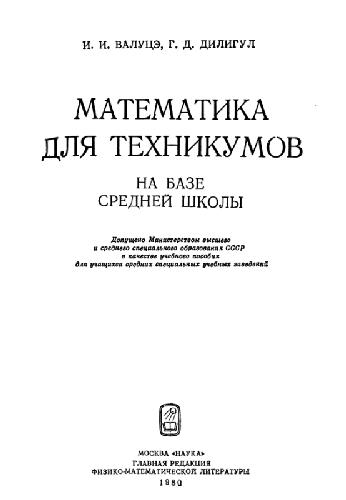 И. И. ВАЛУЦЭ, Г. Д. ДИЛИГУЛ
МАТЕМАТИКА
ДЛЯ ТЕХНИКУМОВ
НА БАЗЕ
СРЕДНЕЙ ШКОЛЫ
Допущено Министерством высшего
и среднего специального образования СССР
в качестве учебного пособия
для учащихся средних специальных учебных заведений
МОСКВА «НАУКА»
ГЛАВНАЯ РЕДАКЦИЯ
ФИЗИКО-МАТЕМАТИЧЕСКОЙ ЛИТЕРАТУРЫ
1980